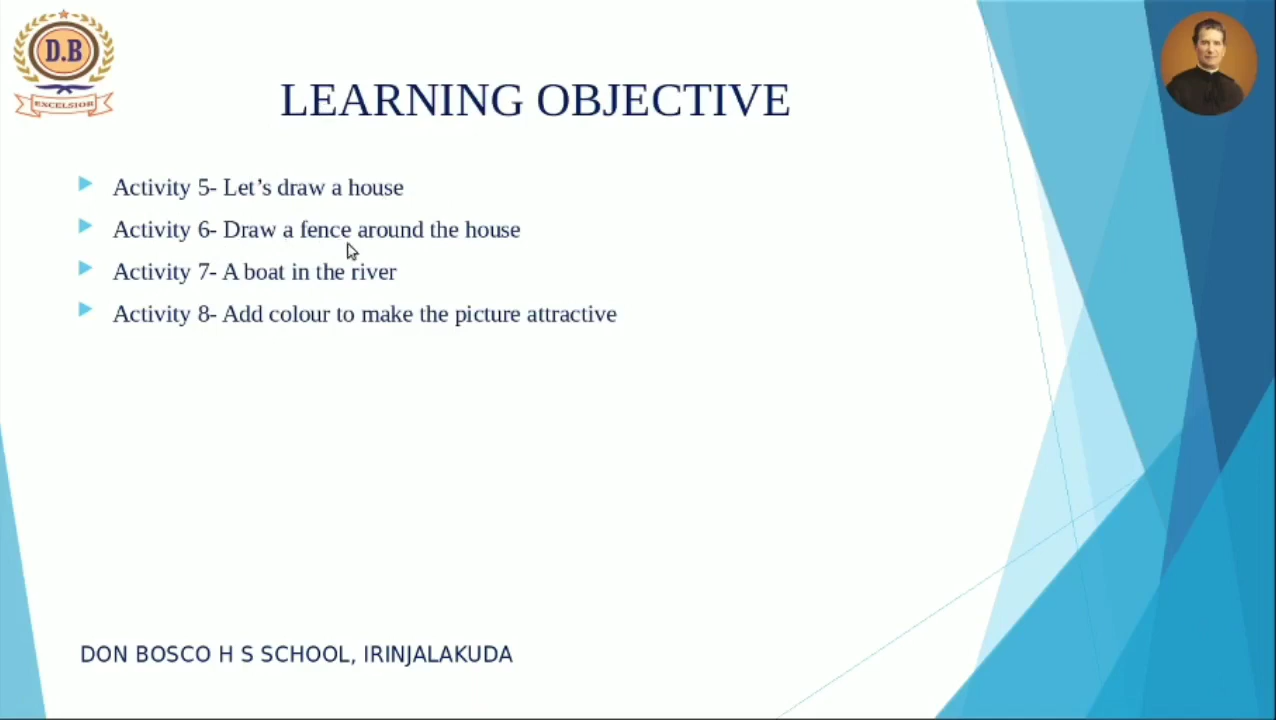 D.B
EXCELSIOR
LEARNING OBJECTIVE
Activity 5- Let’s draw a house
Activity 6- Draw a fence around the house
Activity 7- A boat in the river
Activity 8- Add colour to make the picture attractive
DON BOSCO H S SCHOOL, IRINJALAKUDA